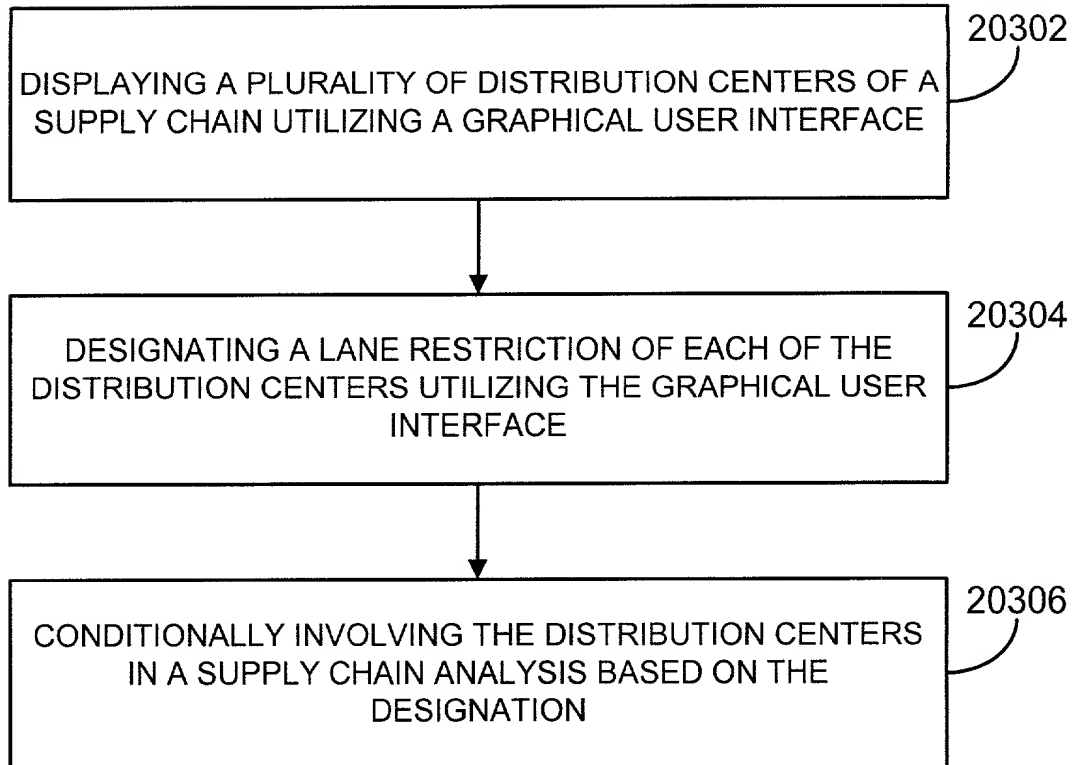 20302
DISPLAYING A PLURALITY OF DISTRIBUTION CENTERS OF A
SUPPLY CHAIN UTILIZING A GRAPHICAL USER INTERFACE
20304
DESIGNATING A LANE RESTRICTION OF EACH OF THE
DISTRIBUTION CENTERS UTILIZING THE GRAPHICAL USER
INTERFACE
20306
CONDITIONALLY INVOLVING THE DISTRIBUTION CENTERS
IN A SUPPLY CHAIN ANALYSIS BASED ON THE
DESIGNATION